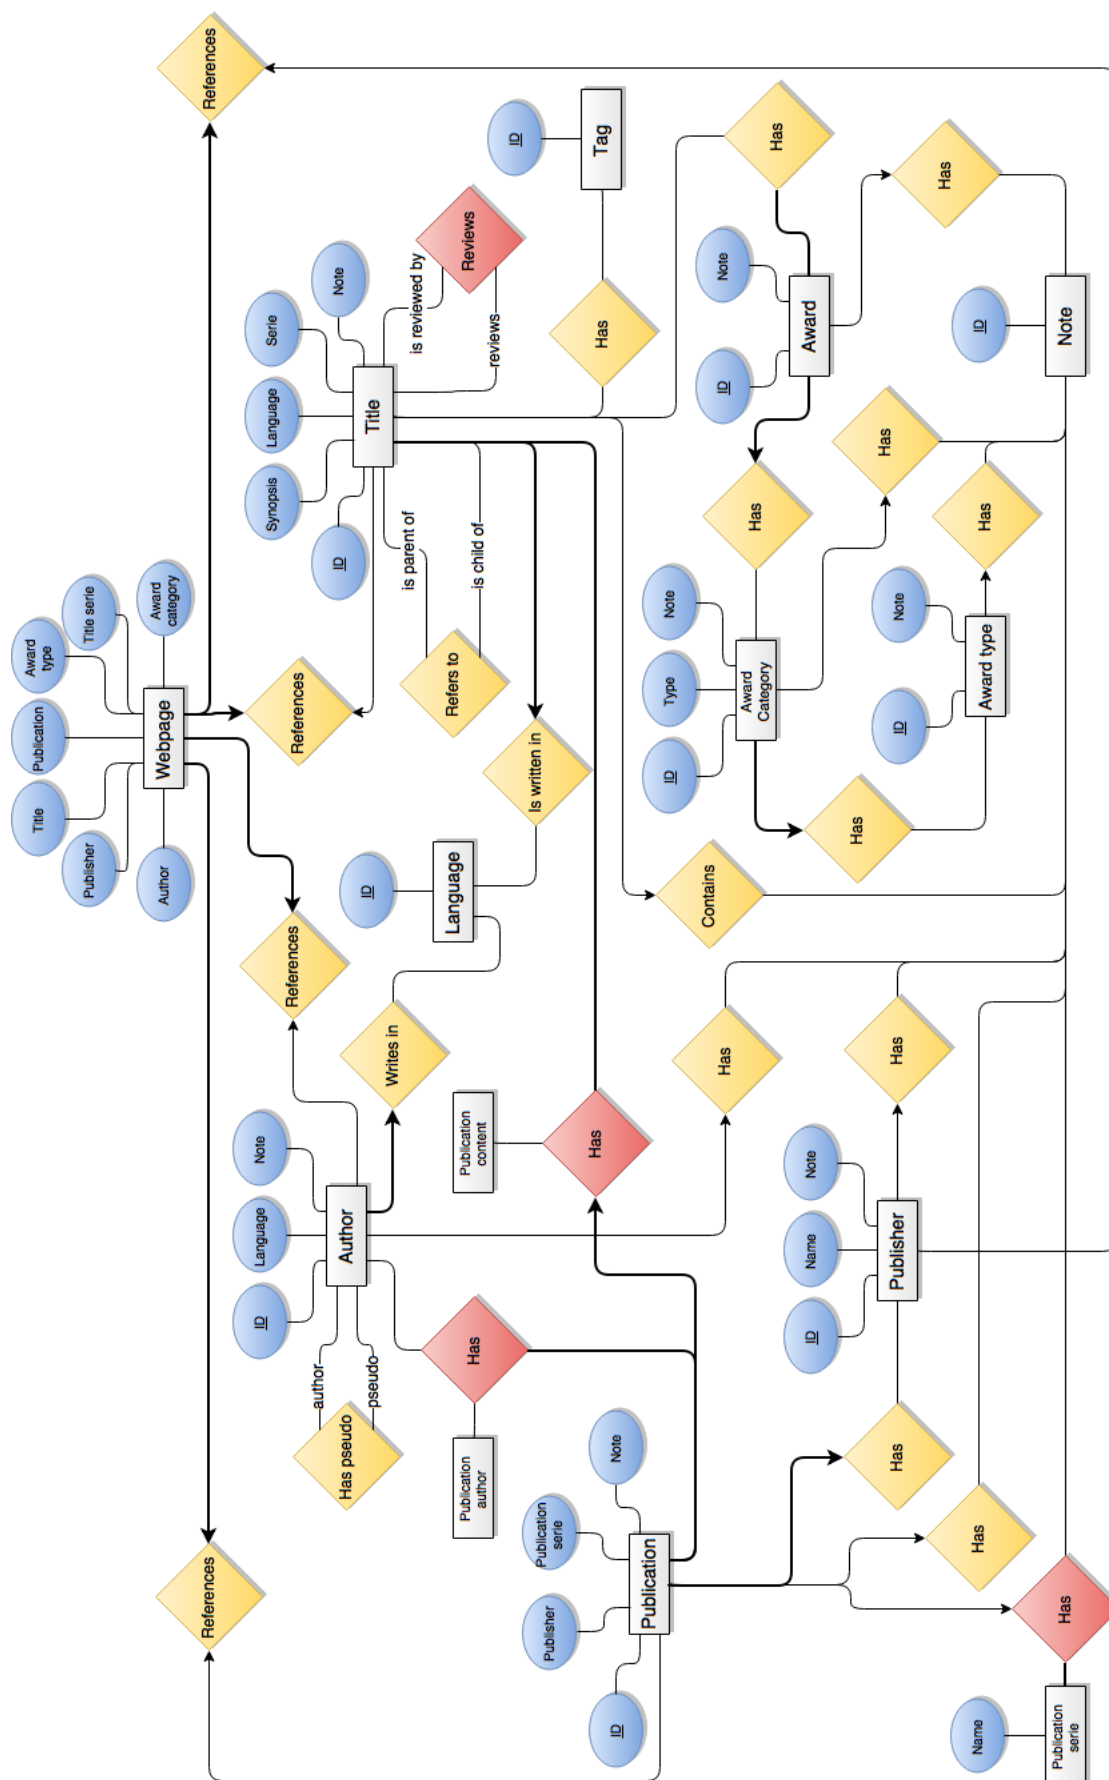 References
Award
type
Title serie
Award
category
Publication
Title
Publisher
Author
Webpage
References
References
References
Serie
Note
Language
Synopsis
ID
Title
is reviewed by
reviews
Reviews
ID
Tag
Has
is parent of
is child of
Refers to
Is written in
ID
Language
Writes in
Note
Language
ID
Author
author
pseudo
Has pseudo
Has
Publication
author
Publication
content
Has
Has
Note
ID
Award
Has
Has
ID
Note
Has
Has
Note
Type
ID
Award
Category
Has
Note
ID
Award type
Has
Contains
Has
Has
Note
Name
ID
Publisher
Has
Note
Publication
serie
Publisher
ID
Publication
Has
Has
Name
Publication
serie